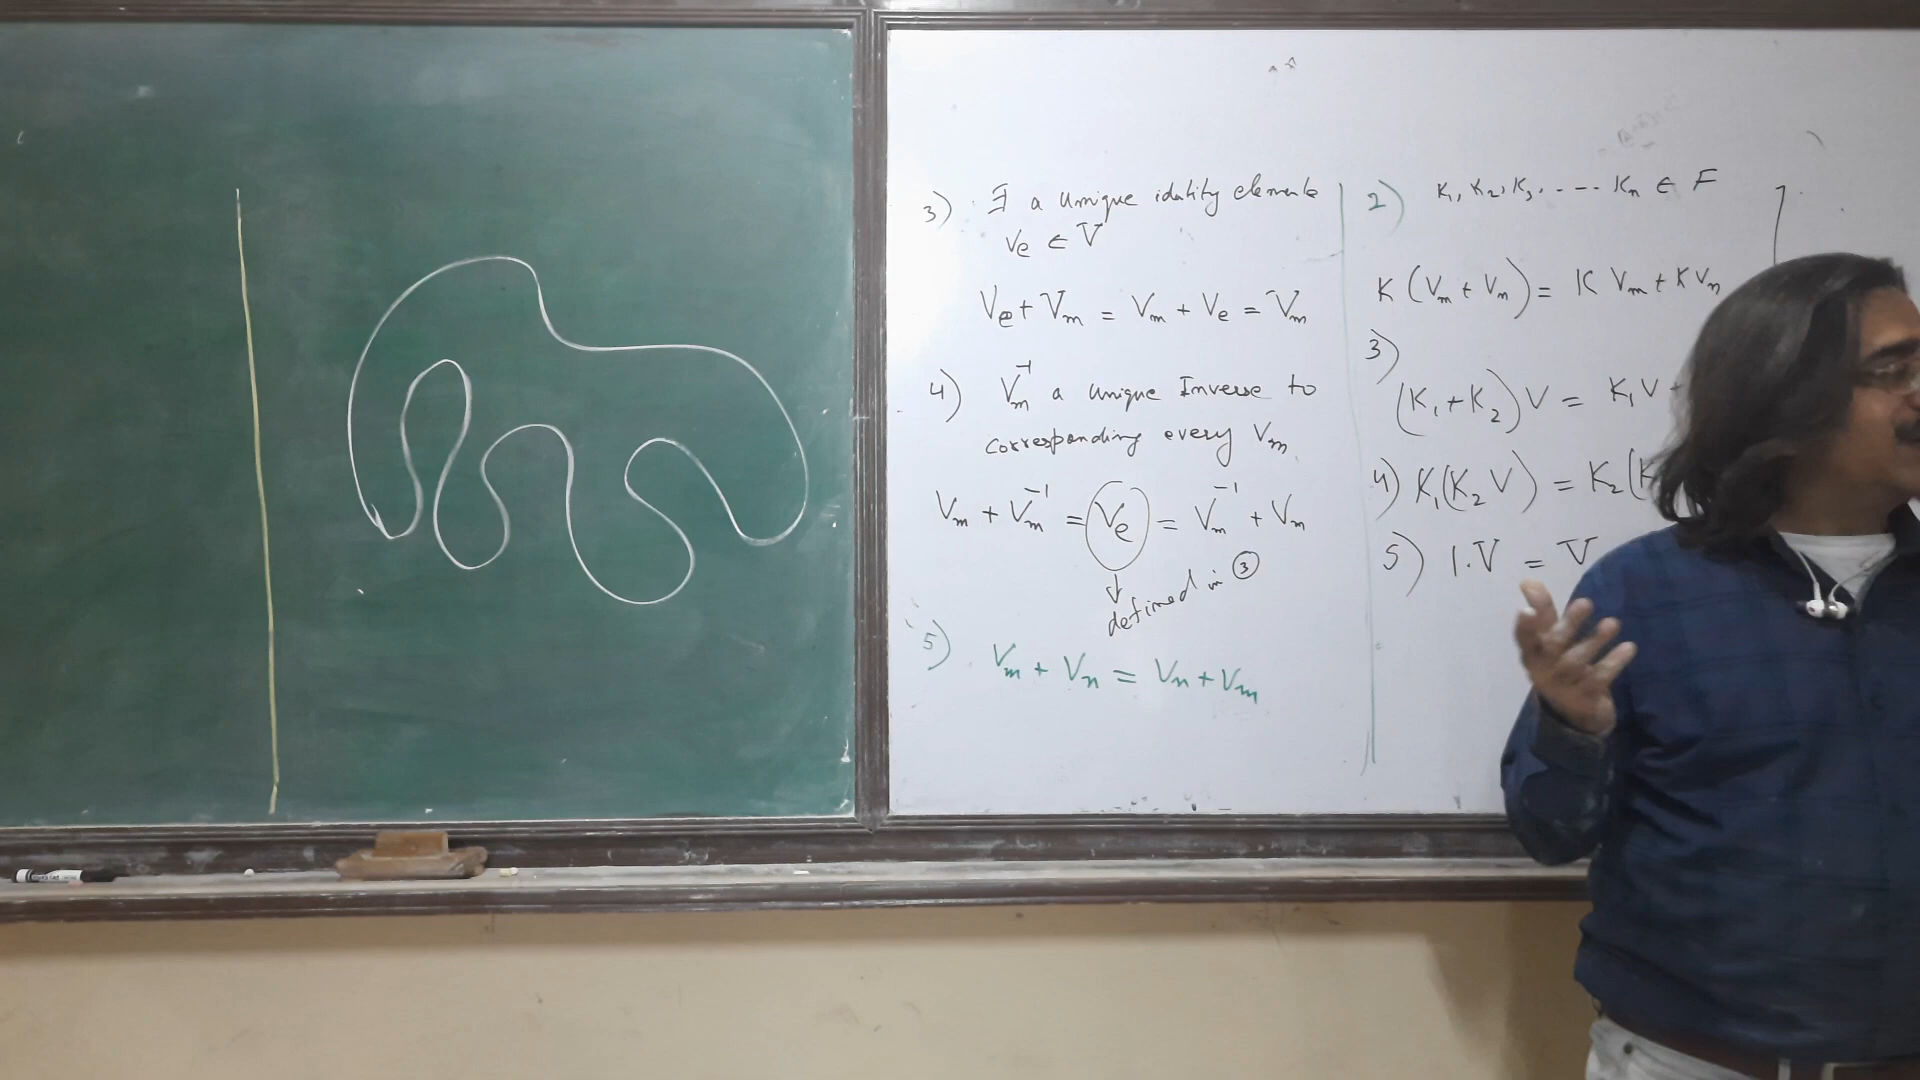 3) ∃ a unique idntity elements
Ve ∈ V
Ve + Vm = Vm + Ve = Vm
4) Vm⁻¹ a unique Inverse to
corresponding every Vm
Vm + Vm⁻¹ = Ve = Vm⁻¹ + Vm
↓
defined in ③
5) Vm + Vn = Vn + Vm
2) K₁, K₂, K₃, ---- Kn ∈ F
K (Vm + Vn) = K Vm + K Vn
3)
(K₁ + K₂) V = K₁ V +
4) K₁(K₂ V) = K₂(K
5) 1.V = V